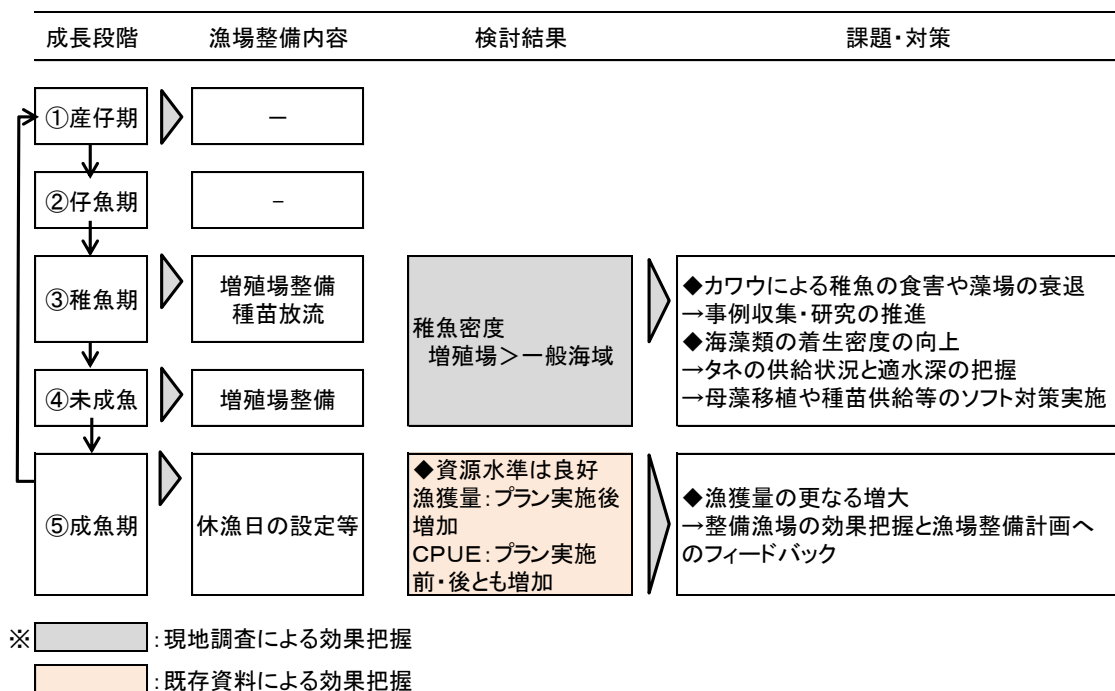 成長段階 漁場整備内容 検討結果 課題・対策
①産仔期
－
②仔魚期
-
③稚魚期
増殖場整備
種苗放流
稚魚密度
増殖場＞一般海域
◆カワウによる稚魚の食害や藻場の衰退
→事例収集・研究の推進
◆海藻類の着生密度の向上
→タネの供給状況と適水深の把握
→母藻移植や種苗供給等のソフト対策実施
④未成魚
増殖場整備
⑤成魚期
休漁日の設定等
◆資源水準は良好
漁獲量：プラン実施後
増加
CPUE：プラン実施
前・後とも増加
◆漁獲量の更なる増大
→整備漁場の効果把握と漁場整備計画へ
のフィードバック
※ ：現地調査による効果把握
：既存資料による効果把握